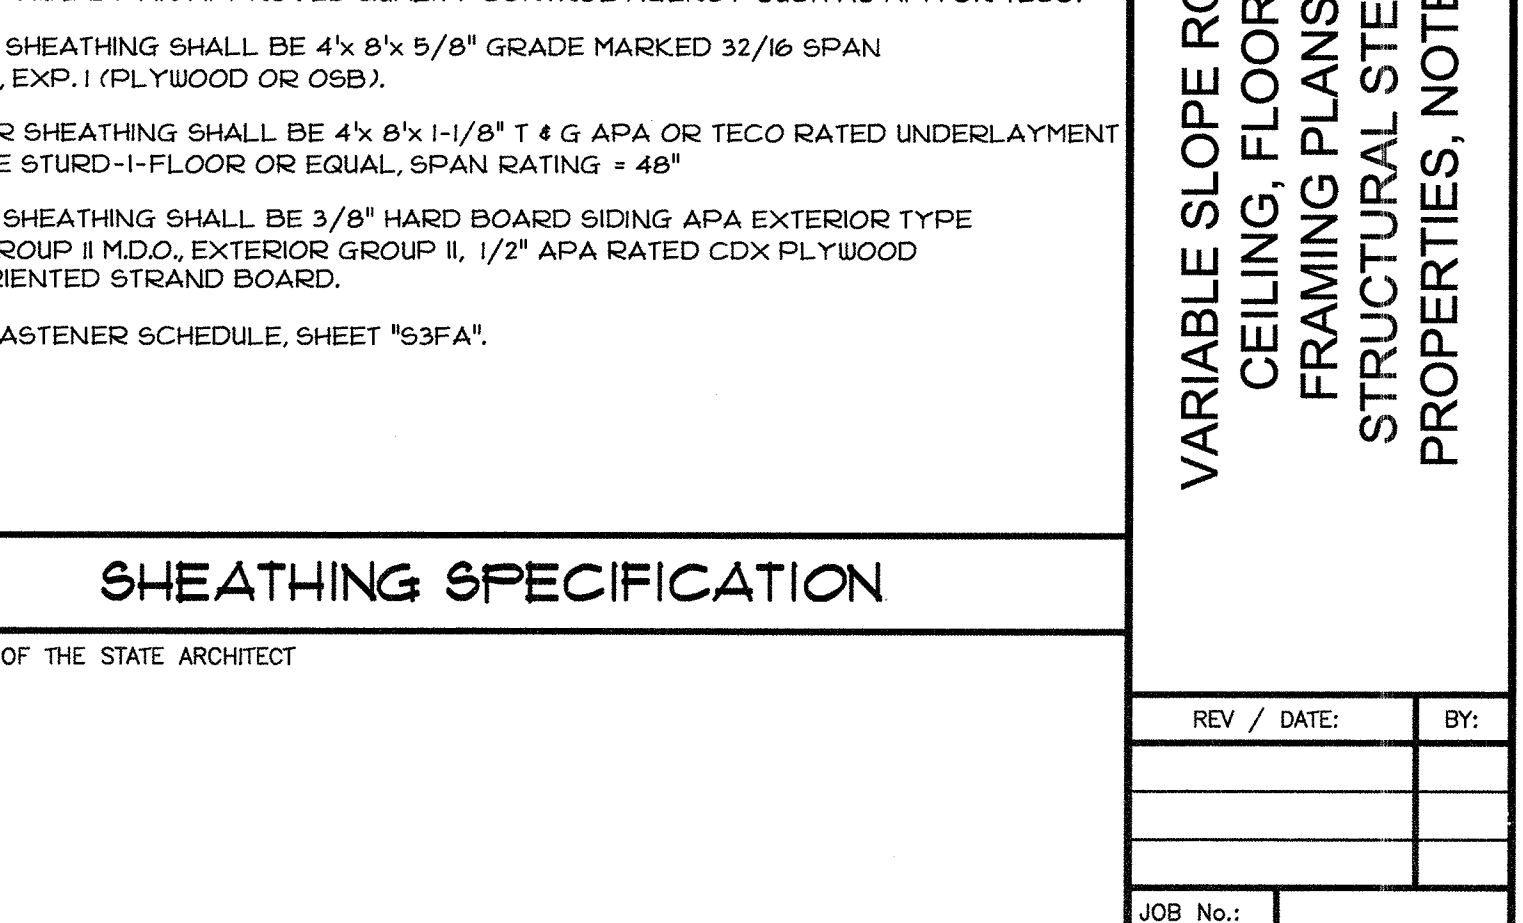 SHEATHING SHALL BE 4'x 8'x 5/8" GRADE MARKED 32/16 SPAN
, EXP. 1 (PLYWOOD OR OSB).
SHEATHING SHALL BE 4'x 8'x 1-1/8" T & G APA OR TECO RATED UNDERLAYMENT
STURD-I-FLOOR OR EQUAL, SPAN RATING = 48"
SHEATHING SHALL BE 3/8" HARD BOARD SIDING APA EXTERIOR TYPE
ROUP II M.D.O., EXTERIOR GROUP II, 1/2" APA RATED CDX PLYWOOD
RIENTED STRAND BOARD.
ASTENER SCHEDULE, SHEET "S3FA".
SHEATHING SPECIFICATION
OF THE STATE ARCHITECT
VARIABLE SLOPE RO
CEILING, FLOOR
FRAMING PLANS
STRUCTURAL STE
PROPERTIES, NOTE
REV / DATE: BY:
JOB No.: